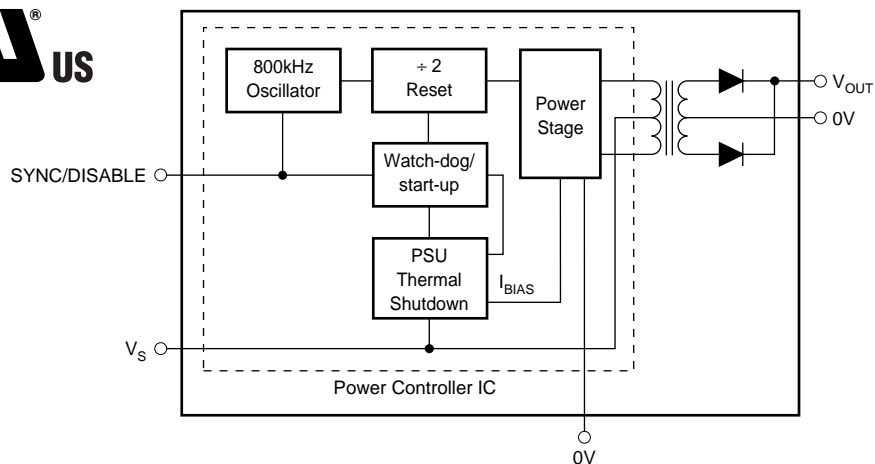 ®
US
800kHz
Oscillator
÷ 2
Reset
Power
Stage
V_OUT
0V
SYNC/DISABLE
Watch-dog/
start-up
PSU
Thermal
Shutdown
I_BIAS
V_S
Power Controller IC
0V